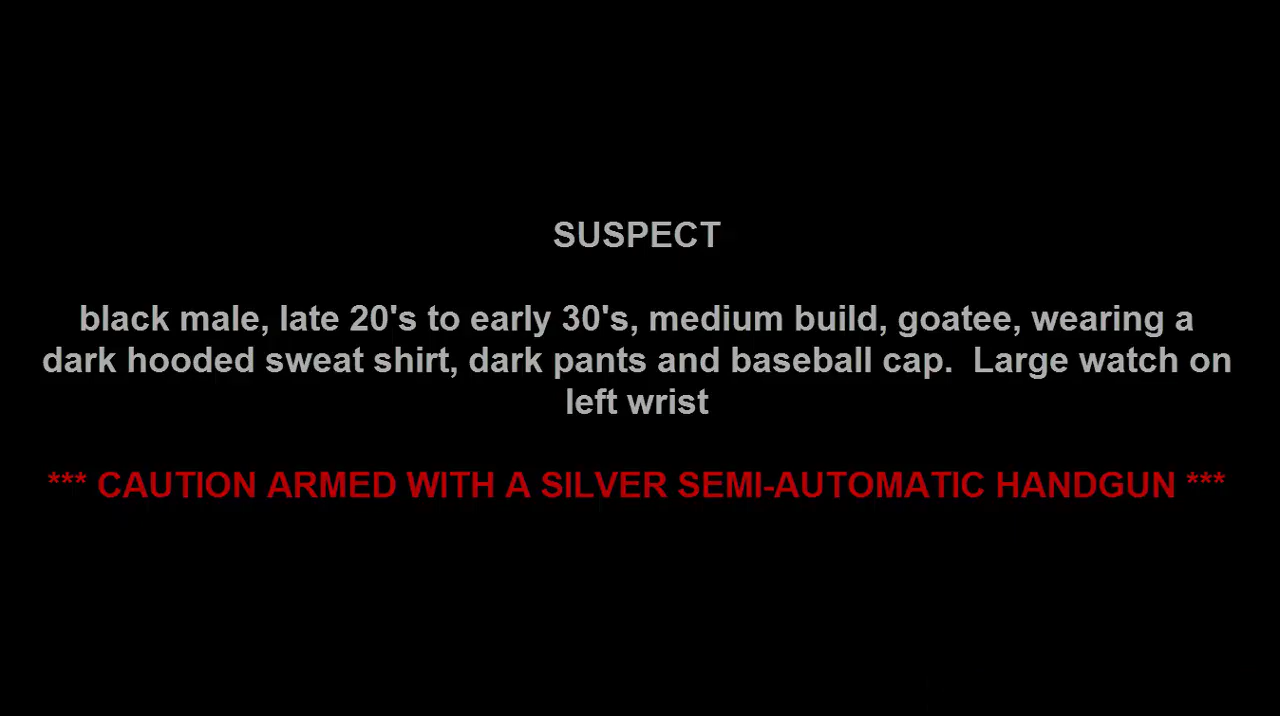 SUSPECT
black male, late 20's to early 30's, medium build, goatee, wearing a
dark hooded sweat shirt, dark pants and baseball cap.  Large watch on
left wrist
*** CAUTION ARMED WITH A SILVER SEMI-AUTOMATIC HANDGUN ***